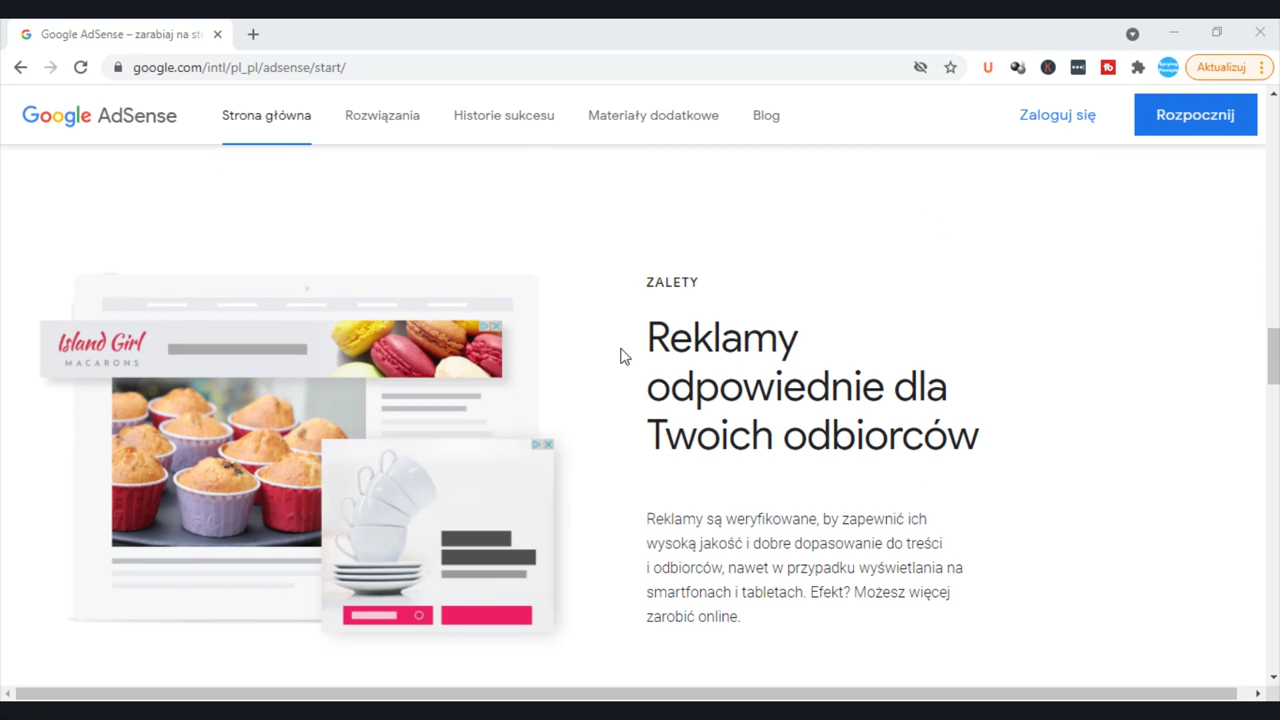 Google AdSense – zarabiaj na str
google.com/intl/pl_pl/adsense/start/
Aktualizuj
Google AdSense
Strona główna
Rozwiązania
Historie sukcesu
Materiały dodatkowe
Blog
Zaloguj się
Rozpocznij
Island Girl
MACARONS
ZALETY
Reklamy
odpowiednie dla
Twoich odbiorców
Reklamy są weryfikowane, by zapewnić ich
wysoką jakość i dobre dopasowanie do treści
i odbiorców, nawet w przypadku wyświetlania na
smartfonach i tabletach. Efekt? Możesz więcej
zarobić online.